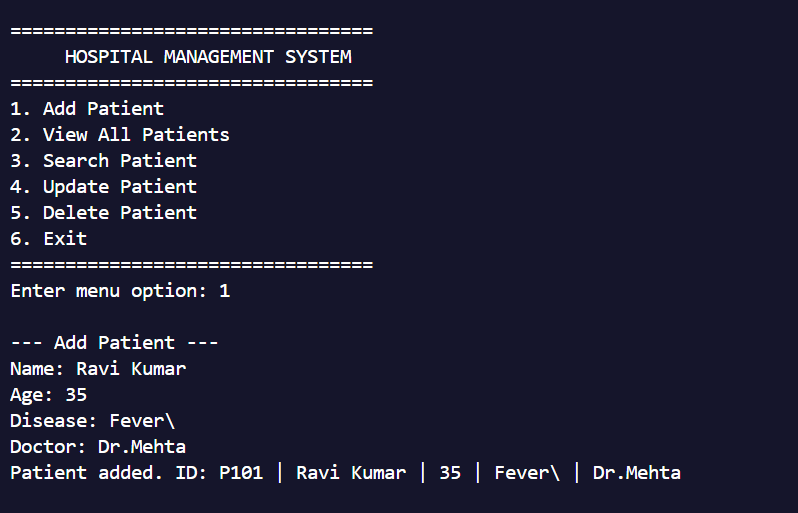 =================================
HOSPITAL MANAGEMENT SYSTEM
=================================
1. Add Patient
2. View All Patients
3. Search Patient
4. Update Patient
5. Delete Patient
6. Exit
=================================
Enter menu option: 1
--- Add Patient ---
Name: Ravi Kumar
Age: 35
Disease: Fever\
Doctor: Dr.Mehta
Patient added. ID: P101 | Ravi Kumar | 35 | Fever\ | Dr.Mehta